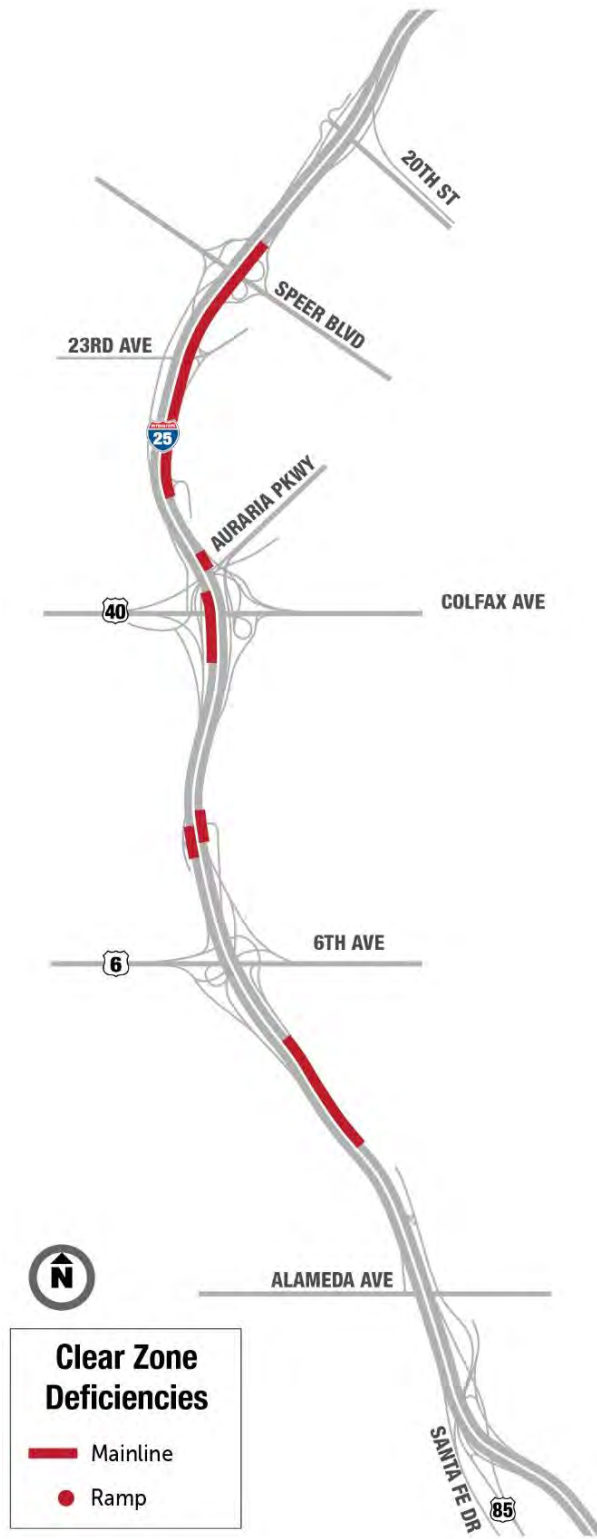 20TH ST
SPEER BLVD
23RD AVE
25
AURARIA PKWY
40
COLFAX AVE
6TH AVE
6
N
ALAMEDA AVE
Clear Zone
Deficiencies
Mainline
Ramp
SANTA FE DR
85